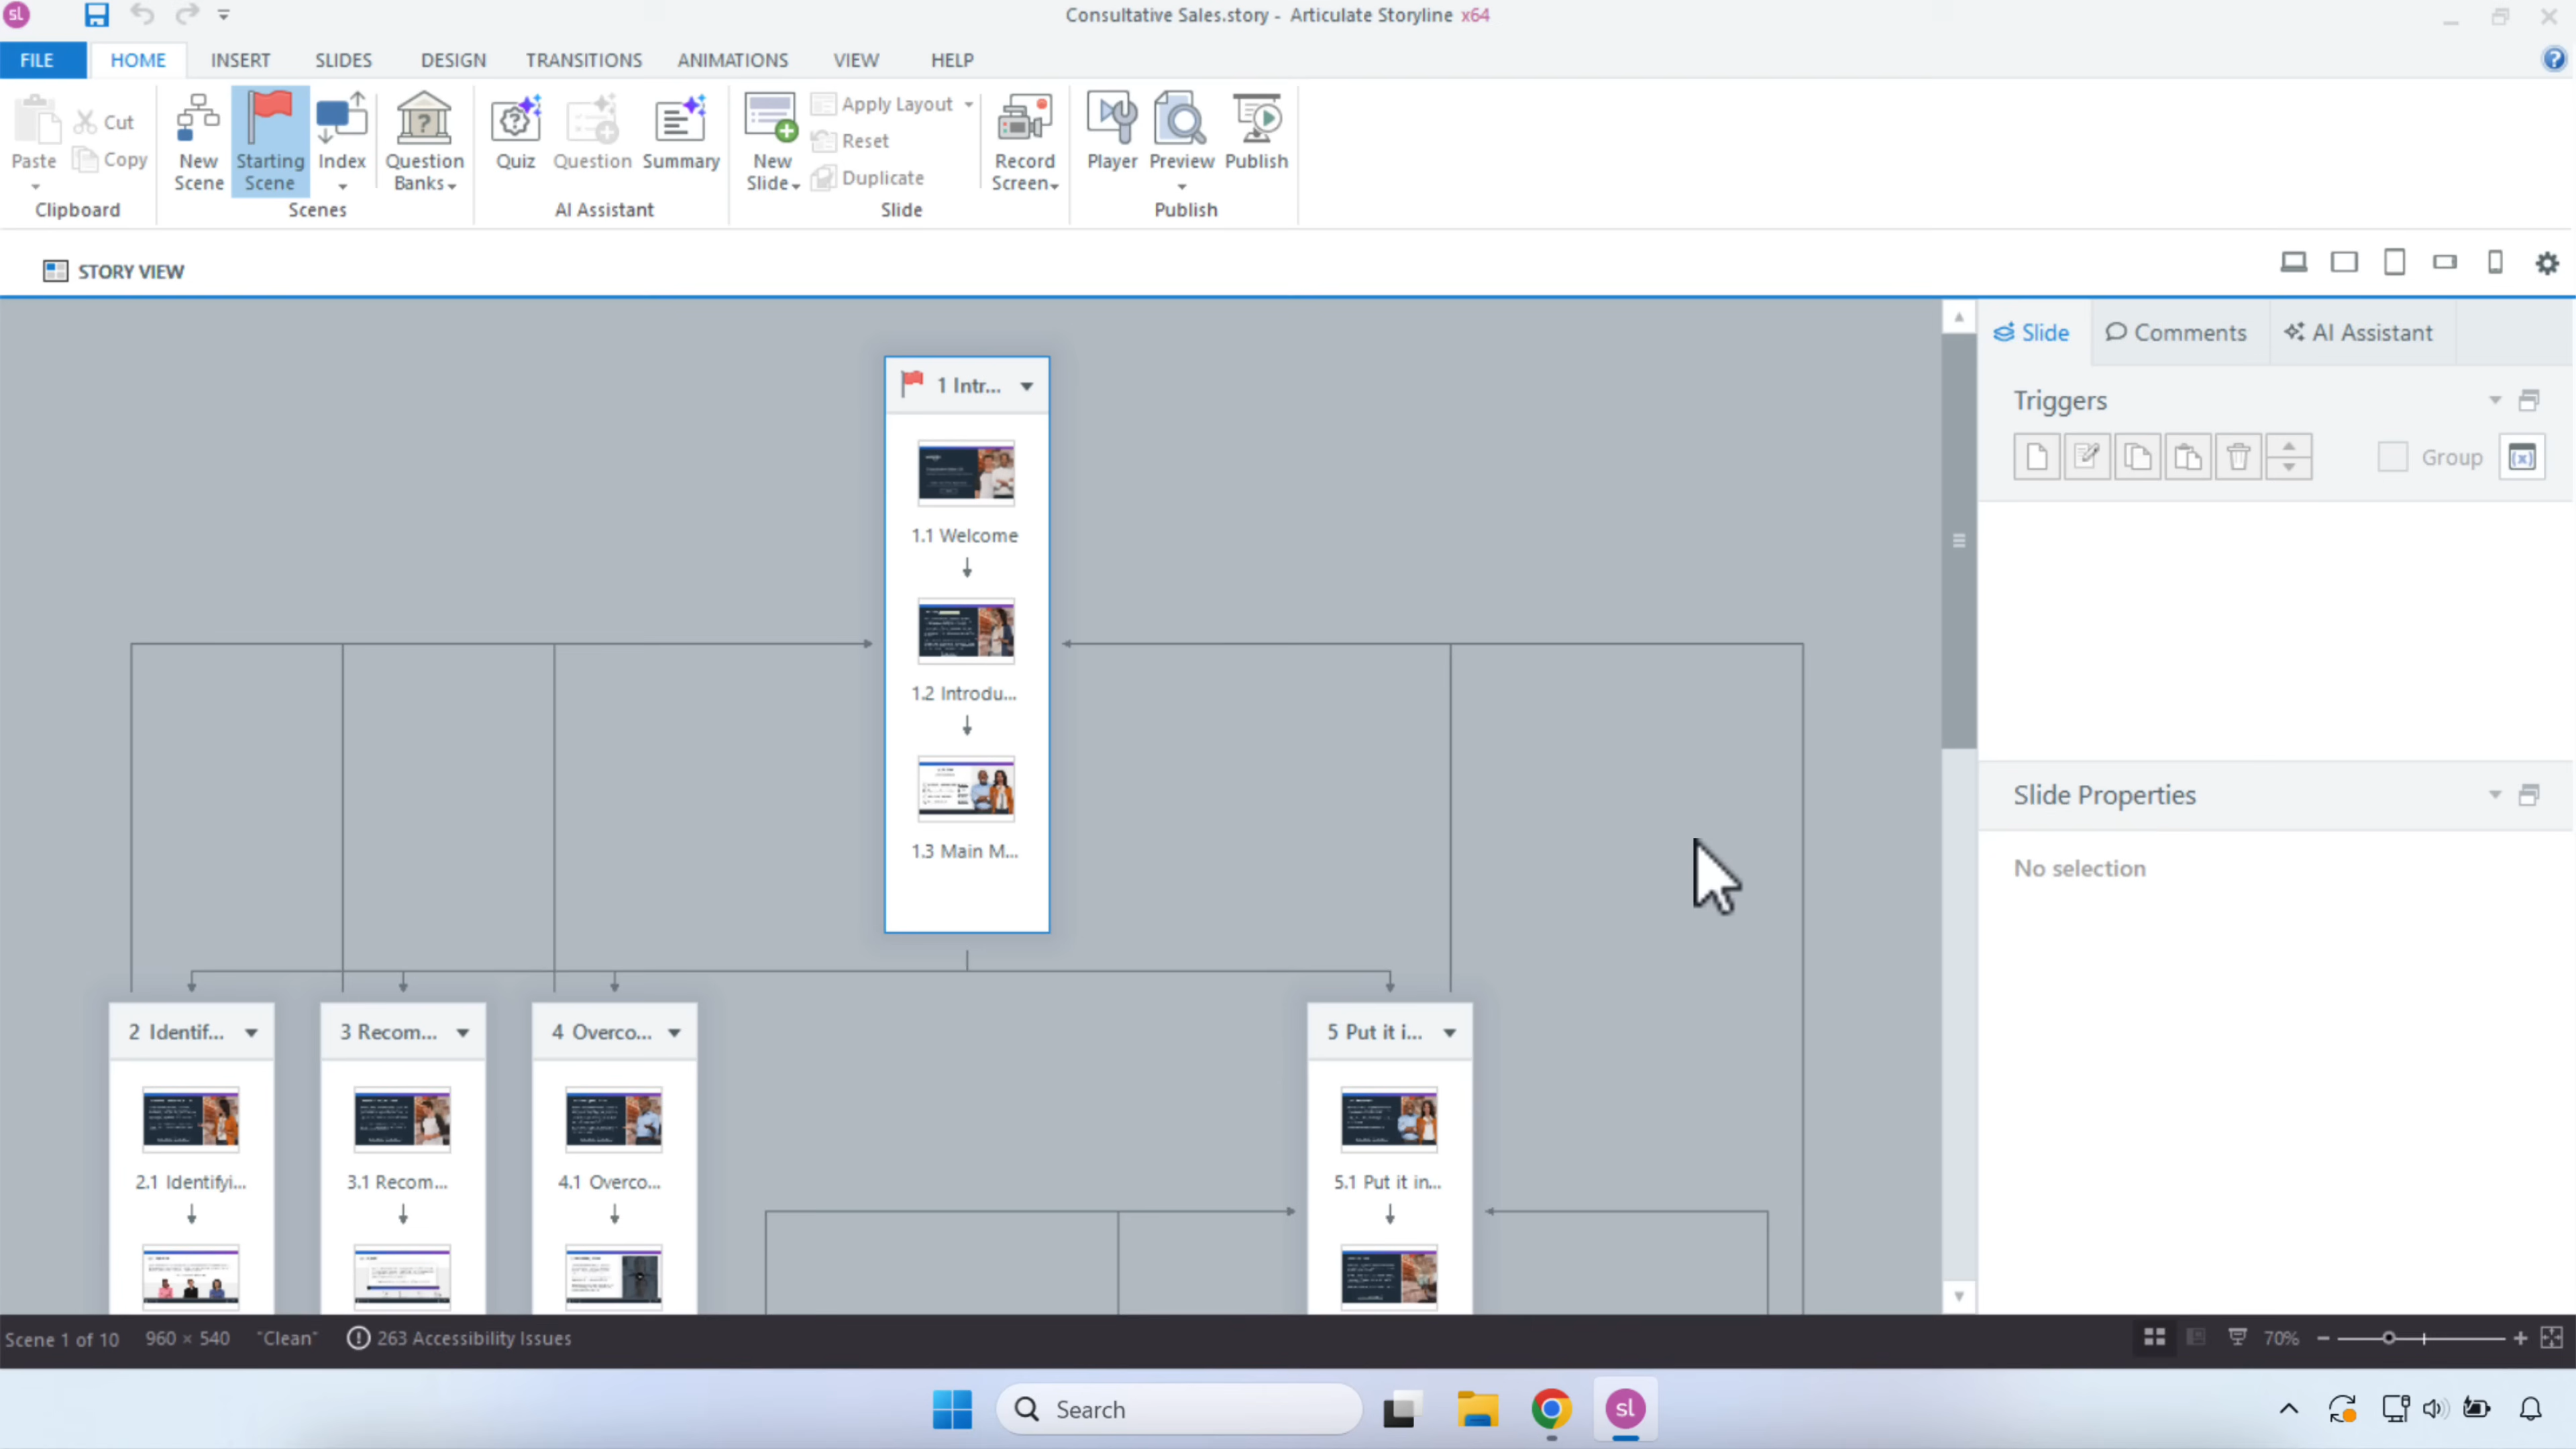 sl
Consultative Sales.story - Articulate Storyline x64
FILE HOME INSERT SLIDES DESIGN TRANSITIONS ANIMATIONS VIEW HELP
Paste
Cut
Copy
Clipboard
New Scene
Starting Scene
Index
Question Banks
Scenes
Quiz
Question
Summary
AI Assistant
New Slide
Apply Layout
Reset
Duplicate
Slide
Record Screen
Player
Preview
Publish
Publish
STORY VIEW
Slide
Comments
AI Assistant
Triggers
Group
Slide Properties
No selection
1 Intr...
1.1 Welcome
1.2 Introdu...
1.3 Main M...
2 Identif...
3 Recom...
4 Overco...
5 Put it i...
2.1 Identifyi...
3.1 Recom...
4.1 Overco...
5.1 Put it in...
Scene 1 of 10
960 × 540
"Clean"
263 Accessibility Issues
70%
Search
sl